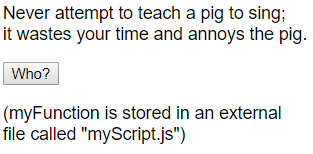 Never attempt to teach a pig to sing;
it wastes your time and annoys the pig.
Who?
(myFunction is stored in an external
file called "myScript.js")